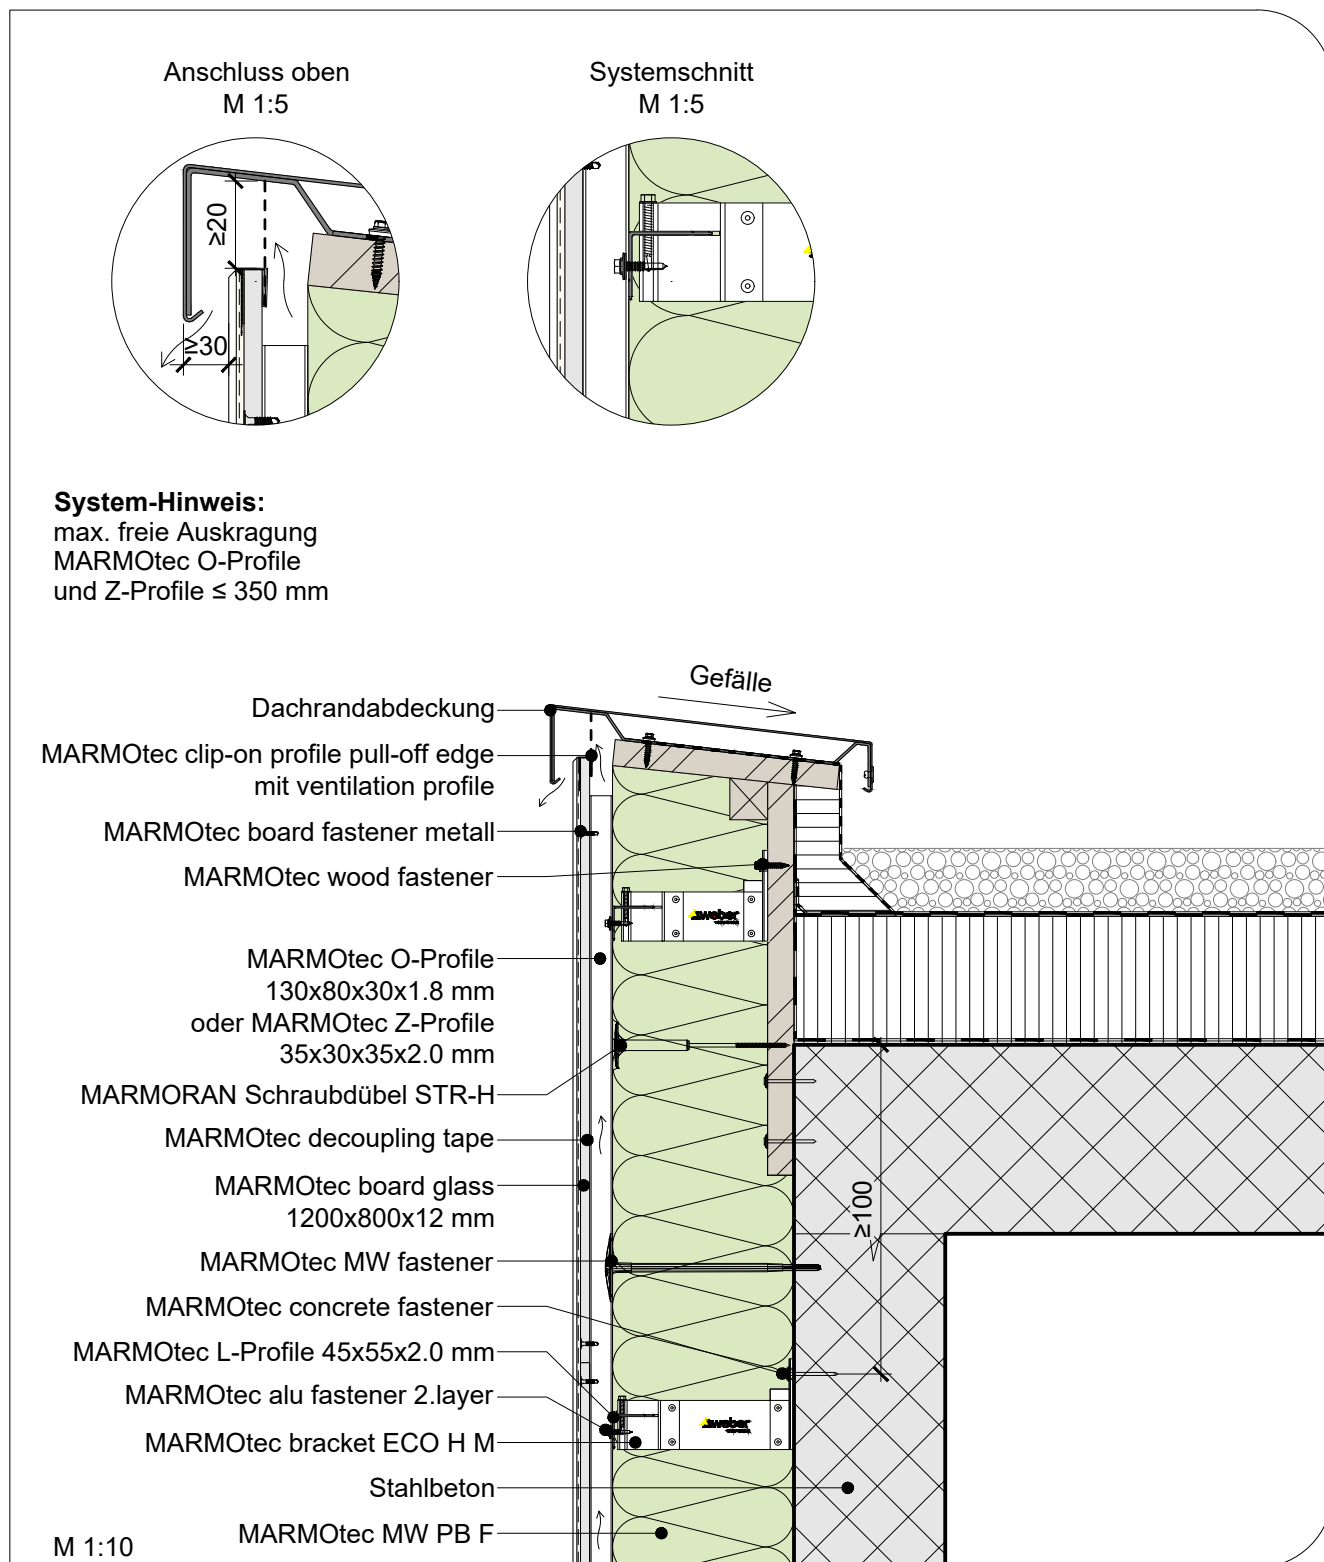 Anschluss oben
M 1:5
Systemschnitt
M 1:5
≥20
≥30
System-Hinweis:
max. freie Auskragung
MARMOtec O-Profile
und Z-Profile ≤ 350 mm
Gefälle
Dachrandabdeckung
MARMOtec clip-on profile pull-off edge
mit ventilation profile
MARMOtec board fastener metall
MARMOtec wood fastener
weber
MARMOtec O-Profile
130x80x30x1.8 mm
oder MARMOtec Z-Profile
35x30x35x2.0 mm
MARMORAN Schraubdübel STR-H
MARMOtec decoupling tape
MARMOtec board glass
1200x800x12 mm
≥100
MARMOtec MW fastener
MARMOtec concrete fastener
MARMOtec L-Profile 45x55x2.0 mm
MARMOtec alu fastener 2.layer
weber
MARMOtec bracket ECO H M
Stahlbeton
MARMOtec MW PB F
M 1:10